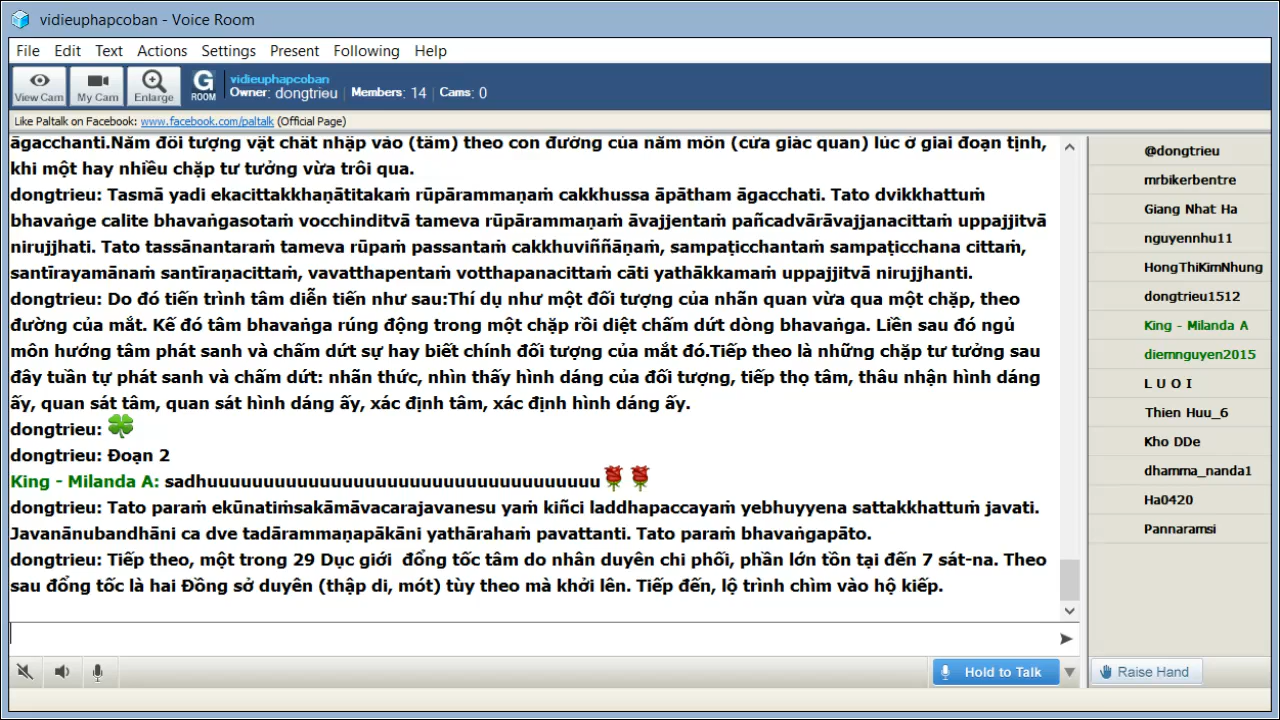 vidieuphapcoban - Voice Room
File Edit Text Actions Settings Present Following Help
View Cam My Cam Enlarge G ROOM vidieuphapcoban
Owner: dongtrieu Members: 14 Cams: 0
Like Paltalk on Facebook: www.facebook.com/paltalk (Official Page)
āgacchanti.Năm đối tượng vật chất nhập vào (tâm) theo con đường của năm môn (cửa giác quan) lúc ở giai đoạn tịnh,
khi một hay nhiều chặp tư tưởng vừa trôi qua.
dongtrieu: Tasmā yadi ekacittakkhaṇātitakaṁ rūpārammaṇaṁ cakkhussa āpātham āgacchati. Tato dvikkhattuṁ
bhavaṅge calite bhavaṅgasotaṁ vocchinditvā tameva rūpārammaṇaṁ āvajjentaṁ pañcadvārāvajjanacittaṁ uppajjitvā
nirujjhati. Tato tassānantaraṁ tameva rūpaṁ passantaṁ cakkhuviññāṇaṁ, sampaṭicchantaṁ sampaṭicchana cittaṁ,
santīrayamānaṁ santīraṇacittaṁ, vavatthapentaṁ votthapanacittaṁ cāti yathākkamaṁ uppajjitvā nirujjhanti.
dongtrieu: Do đó tiến trình tâm diễn tiến như sau:Thí dụ như một đối tượng của nhãn quan vừa qua một chặp, theo
đường của mắt. Kế đó tâm bhavaṅga rúng động trong một chặp rồi diệt chấm dứt dòng bhavaṅga. Liền sau đó ngủ
môn hướng tâm phát sanh và chấm dứt sự hay biết chính đối tượng của mắt đó.Tiếp theo là những chặp tư tưởng sau
đây tuần tự phát sanh và chấm dứt: nhãn thức, nhìn thấy hình dáng của đối tượng, tiếp thọ tâm, thâu nhận hình dáng
ấy, quan sát tâm, quan sát hình dáng ấy, xác định tâm, xác định hình dáng ấy.
dongtrieu:
dongtrieu: Đoạn 2
King - Milanda A: sadhuuuuuuuuuuuuuuuuuuuuuuuuuuuuuuuuuuu
dongtrieu: Tato paraṁ ekūnatiṁsakāmāvacarajavanesu yaṁ kiñci laddhapaccayaṁ yebhuyyena sattakkhattuṁ javati.
Javanānubandhāni ca dve tadārammaṇapākāni yathārahaṁ pavattanti. Tato paraṁ bhavaṅgapāto.
dongtrieu: Tiếp theo, một trong 29 Dục giới đổng tốc tâm do nhân duyên chi phối, phần lớn tồn tại đến 7 sát-na. Theo
sau đổng tốc là hai Đồng sở duyên (thập di, mót) tùy theo mà khởi lên. Tiếp đến, lộ trình chìm vào hộ kiếp.
@dongtrieu
mrbikerbentre
Giang Nhat Ha
nguyennhu11
HongThiKimNhung
dongtrieu1512
King - Milanda A
diemnguyen2015
L U O I
Thien Huu_6
Kho DDe
dhamma_nanda1
Ha0420
Pannaramsi
Hold to Talk Raise Hand